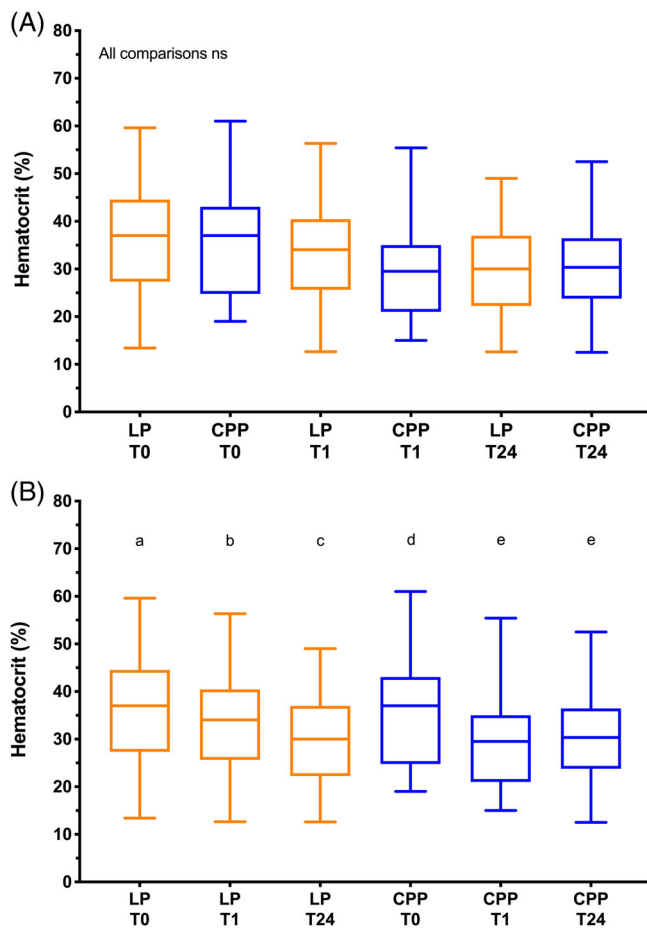 (A)
80
All comparisons ns
70
60
50
40
30
20
10
0
Hematocrit (%)
LP CPP LP CPP LP CPP
T0 T0 T1 T1 T24 T24
(B)
80
a b c d e e
70
60
50
40
30
20
10
0
Hematocrit (%)
LP LP LP CPP CPP CPP
T0 T1 T24 T0 T1 T24